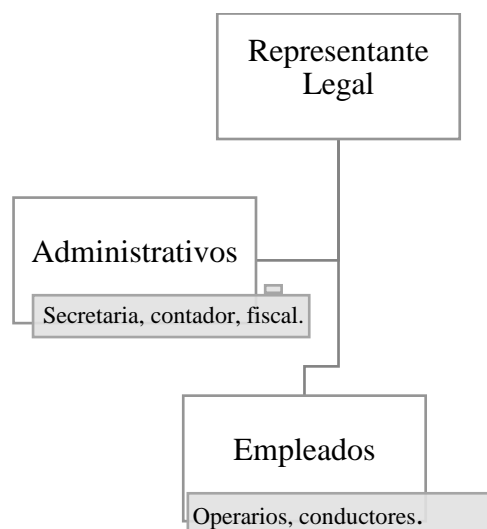 Representante
Legal
Administrativos
Secretaria, contador, fiscal.
Empleados
Operarios, conductores.